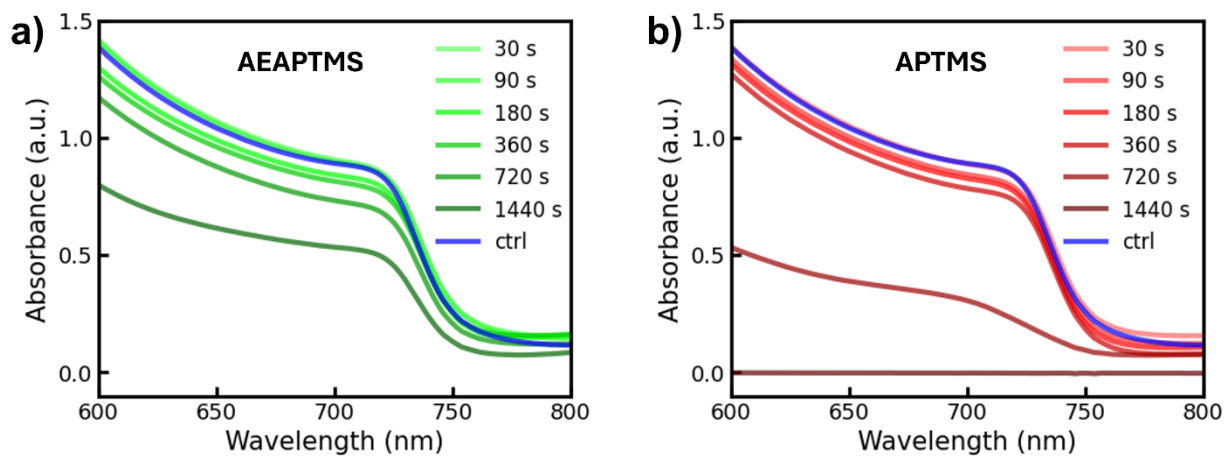 a)
AEAPTMS
30 s
90 s
180 s
360 s
720 s
1440 s
ctrl
Absorbance (a.u.)
1.5
1.0
0.5
0.0
600 650 700 750 800
Wavelength (nm)
b)
APTMS
30 s
90 s
180 s
360 s
720 s
1440 s
ctrl
Absorbance (a.u.)
1.5
1.0
0.5
0.0
600 650 700 750 800
Wavelength (nm)